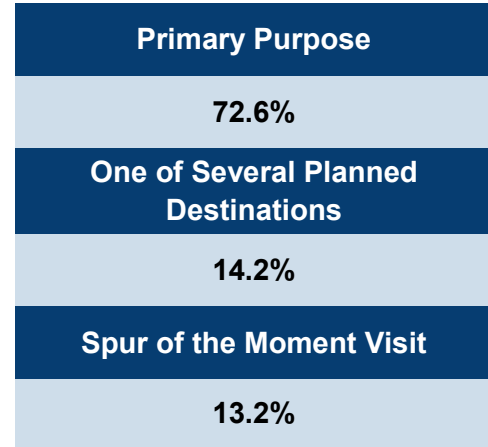 Primary Purpose
72.6%
One of Several Planned
Destinations
14.2%
Spur of the Moment Visit
13.2%